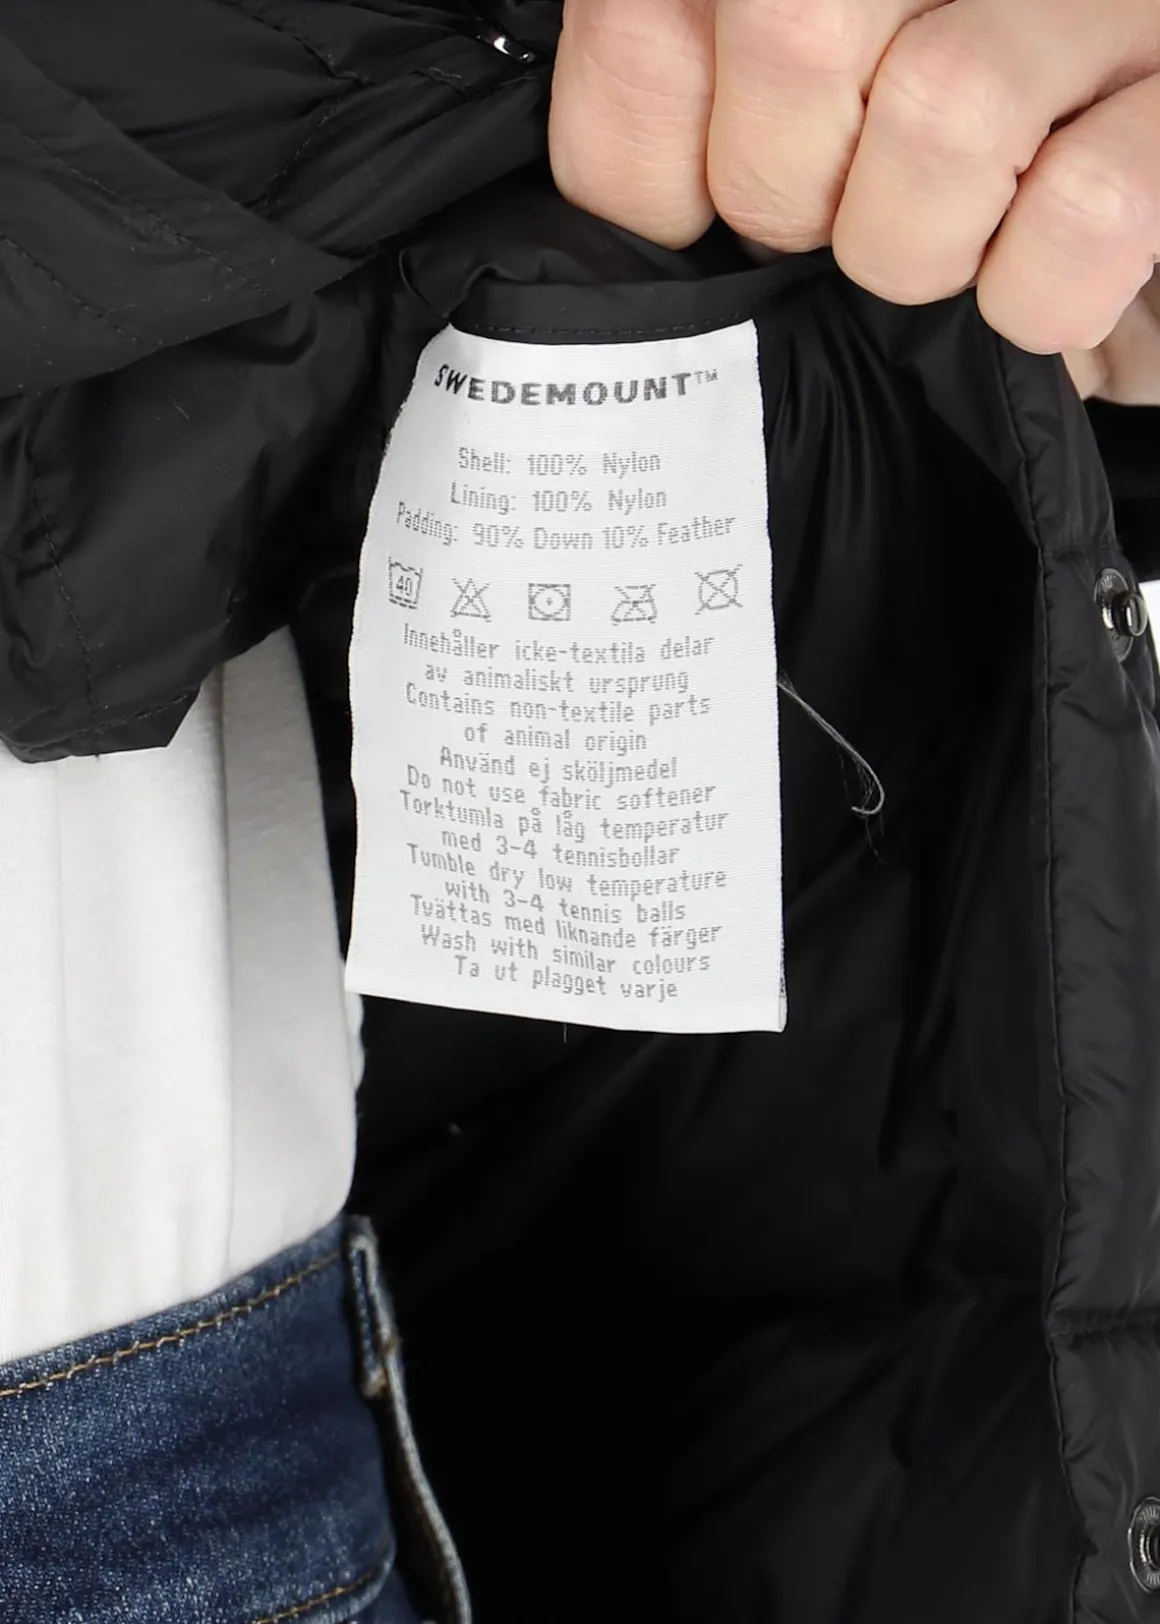 SWEDEMOUNT™
Shell: 100% Nylon
Lining: 100% Nylon
Padding: 90% Down 10% Feather
40
Innehåller icke-textila delar
av animaliskt ursprung
Contains non-textile parts
of animal origin
Använd ej sköljmedel
Do not use fabric softener
Torktumla på låg temperatur
med 3-4 tennisbollar
Tumble dry low temperature
with 3-4 tennis balls
Tvättas med liknande färger
Wash with similar colours
Ta ut plagget varje